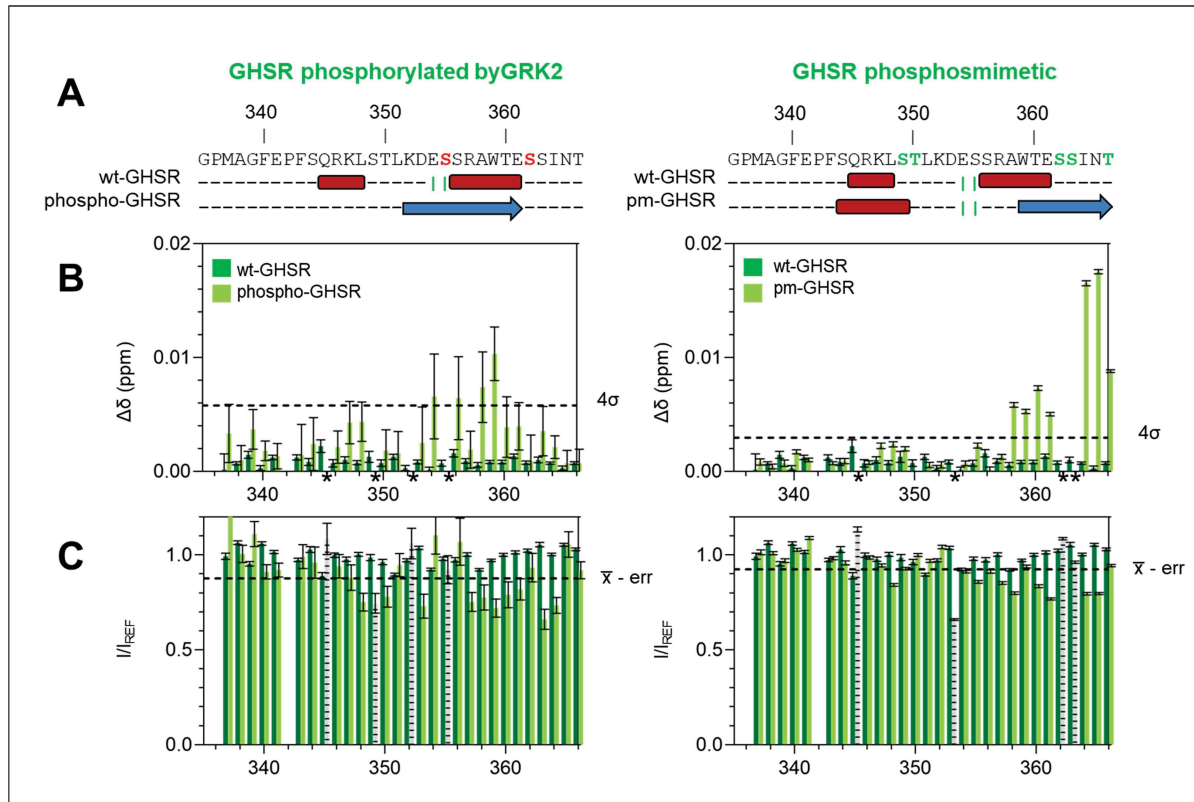 GHSR phosphorylated byGRK2
GHSR phosphosmimetic
A
340 350 360
340 350 360
GPMAGFEPFSQRKLSTLKDESSRAWTESSINT
GPMAGFEPFSQRKLSTLKDESSRAWTESSINT
wt-GHSR
phospho-GHSR
wt-GHSR
pm-GHSR
B
0.02
0.01
0.00
Δδ (ppm)
wt-GHSR
phospho-GHSR
4σ
340 * * 350 * * 360
0.02
0.01
0.00
Δδ (ppm)
wt-GHSR
pm-GHSR
4σ
340 * 350 * 360 * *
C
1.0
0.5
0.0
I/I_REF
x̅ - err
340 350 360
1.0
0.5
0.0
I/I_REF
x̅ - err
340 350 360